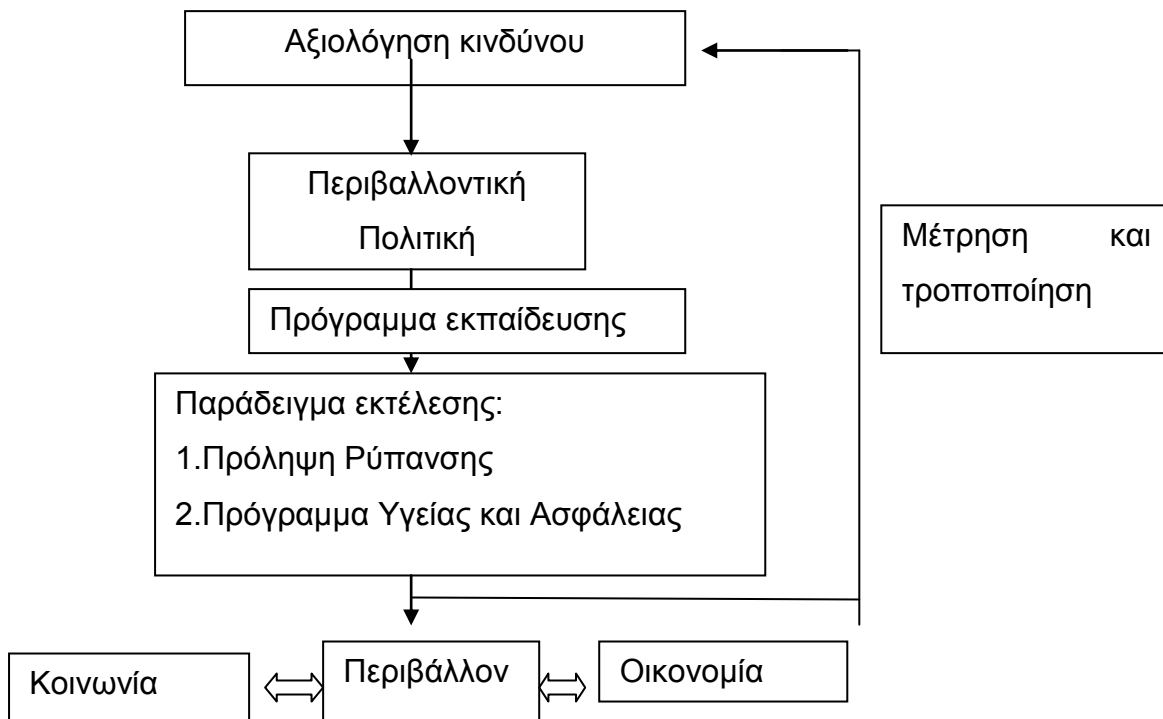 Αξιολόγηση κινδύνου
Περιβαλλοντική
Πολιτική
Μέτρηση και
τροποποίηση
Πρόγραμμα εκπαίδευσης
Παράδειγμα εκτέλεσης:
1.Πρόληψη Ρύπανσης
2.Πρόγραμμα Υγείας και Ασφάλειας
Κοινωνία
Περιβάλλον
Οικονομία